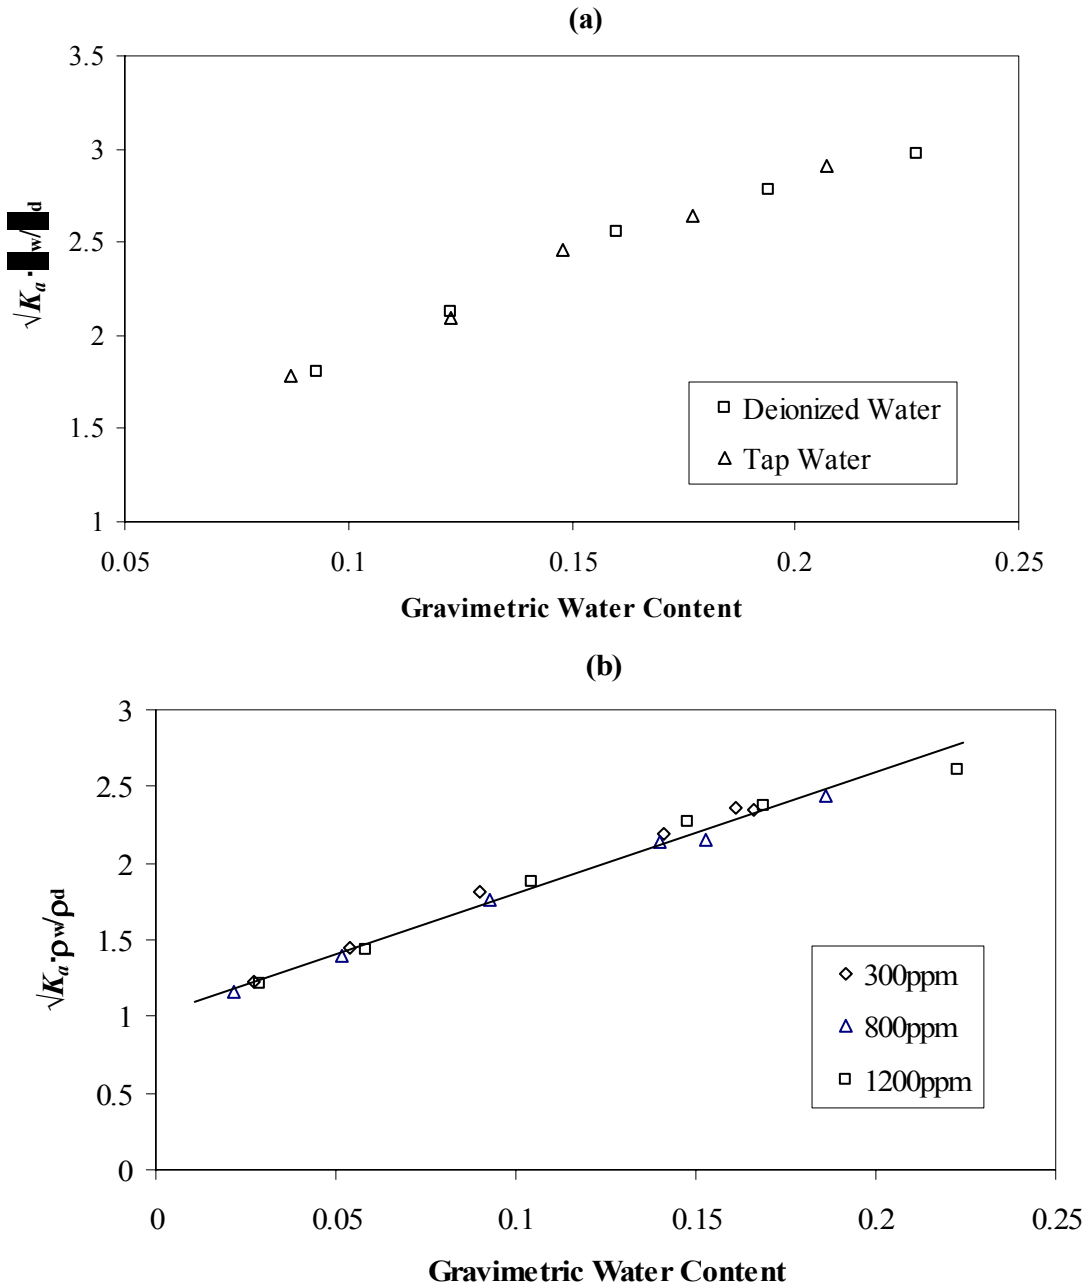 (a)
3.5
3
2.5
2
1.5
1
√Ka · w/ d
Deionized Water
Tap Water
0.05 0.1 0.15 0.2 0.25
Gravimetric Water Content
(b)
3
2.5
2
1.5
1
0.5
0
√Ka·ρw/ρd
300ppm
800ppm
1200ppm
0 0.05 0.1 0.15 0.2 0.25
Gravimetric Water Content